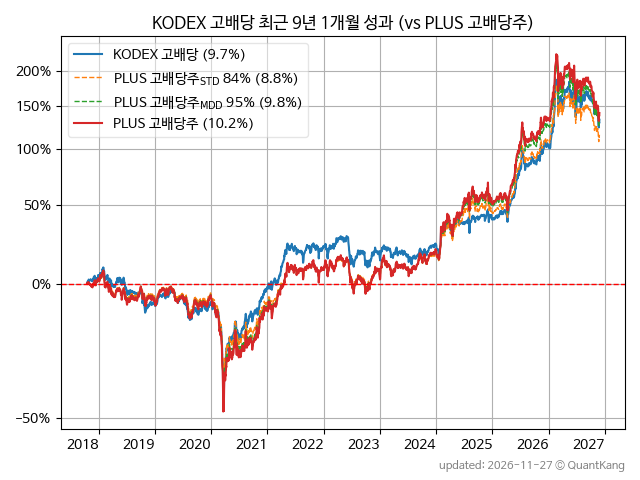 KODEX 고배당 최근 9년 1개월 성과 (vs PLUS 고배당주)
KODEX 고배당 (9.7%)
PLUS 고배당주STD 84% (8.8%)
PLUS 고배당주MDD 95% (9.8%)
PLUS 고배당주 (10.2%)
200%
150%
100%
50%
0%
−50%
2018 2019 2020 2021 2022 2023 2024 2025 2026 2027
updated: 2026-11-27 © QuantKang